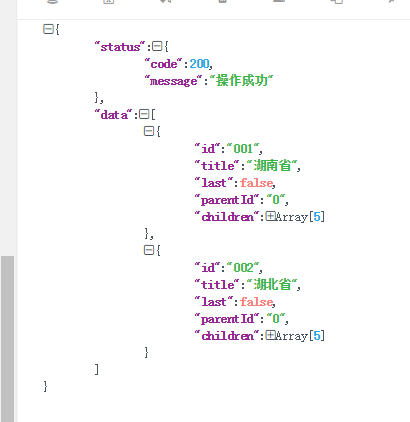 {
"status":{
"code":200,
"message":"操作成功"
},
"data":[
{
"id":"001",
"title":"湖南省",
"last":false,
"parentId":"0",
"children":Array[5]
},
{
"id":"002",
"title":"湖北省",
"last":false,
"parentId":"0",
"children":Array[5]
}
]
}